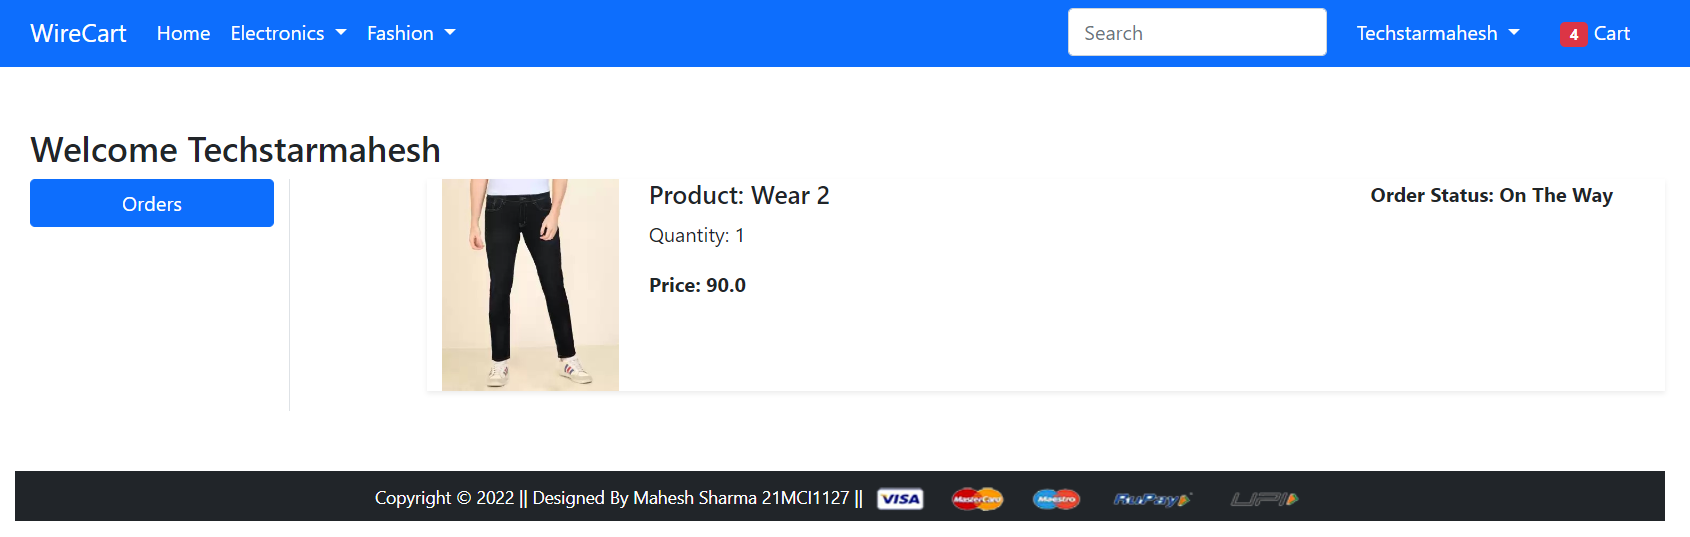 WireCart Home Electronics Fashion Search Techstarmahesh 4 Cart
Welcome Techstarmahesh
Orders
Product: Wear 2
Order Status: On The Way
Quantity: 1
Price: 90.0
Copyright © 2022 || Designed By Mahesh Sharma 21MCI1127 || VISA MasterCard Maestro RuPay UPI